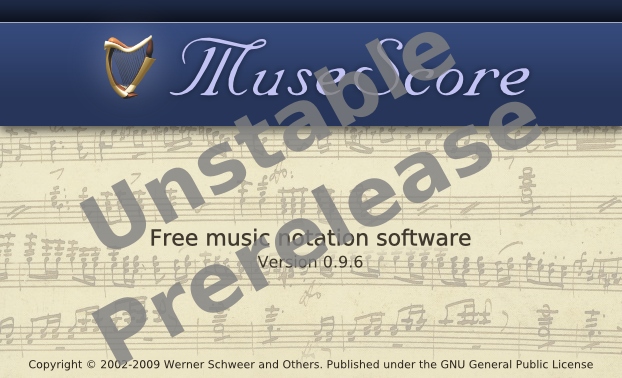 MuseScore
Unstable
Prerelease
Free music notation software
Version 0.9.6
Copyright © 2002-2009 Werner Schweer and Others. Published under the GNU General Public License